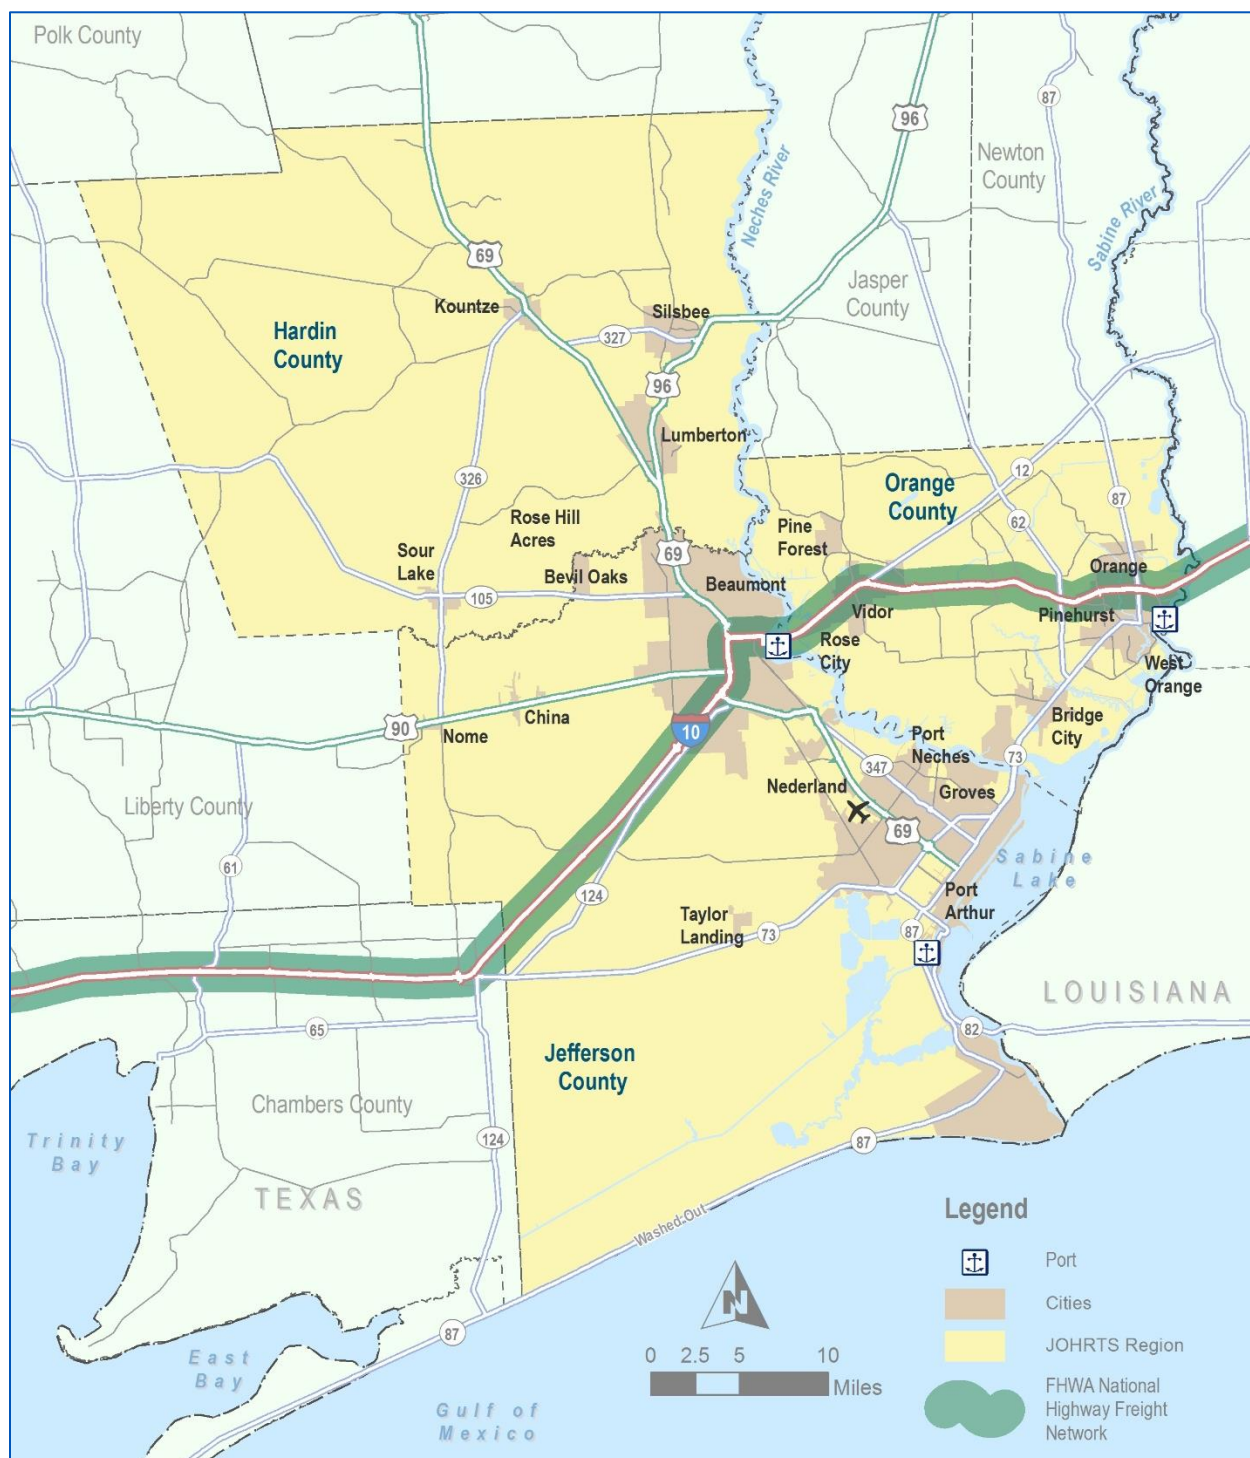 Polk County
87
96
Newton
County
Neches River
Sabine River
69
Jasper
County
Kountze
Silsbee
Hardin
County
327
96
Lumberton
12
326
Orange
County
87
Rose Hill
Acres
Pine
Forest
62
Sour
Lake
69
Bevil Oaks
Beaumont
Orange
105
Vidor
Pinehurst
Rose
City
West
Orange
90
Nome
China
10
Bridge
City
Port
Neches
73
347
Nederland
Groves
Liberty County
69
Sabine
Lake
61
124
Port
Arthur
Taylor
Landing
73
87
LOUISIANA
65
82
Jefferson
County
Chambers County
Trinity
Bay
124
87
TEXAS
Washed Out
Legend
Port
Cities
JOHRTS Region
FHWA National
Highway Freight
Network
N
0 2.5 5 10
Miles
87
East
Bay
Gulf of
Mexico